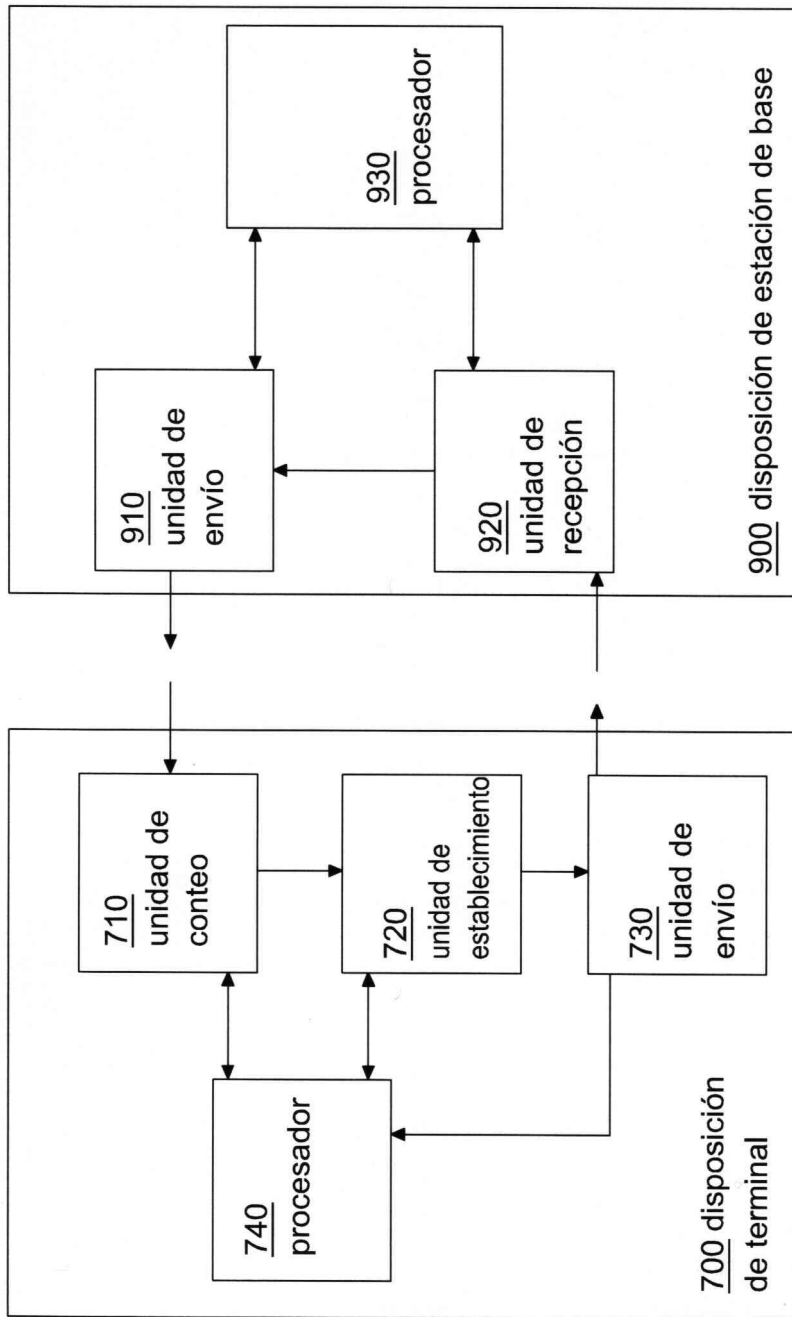 740
procesador
710
unidad de
conteo
720
unidad de
establecimiento
730
unidad de
envío
700 disposición
de terminal
910
unidad de
envío
920
unidad de
recepción
930
procesador
900 disposición de estación de base